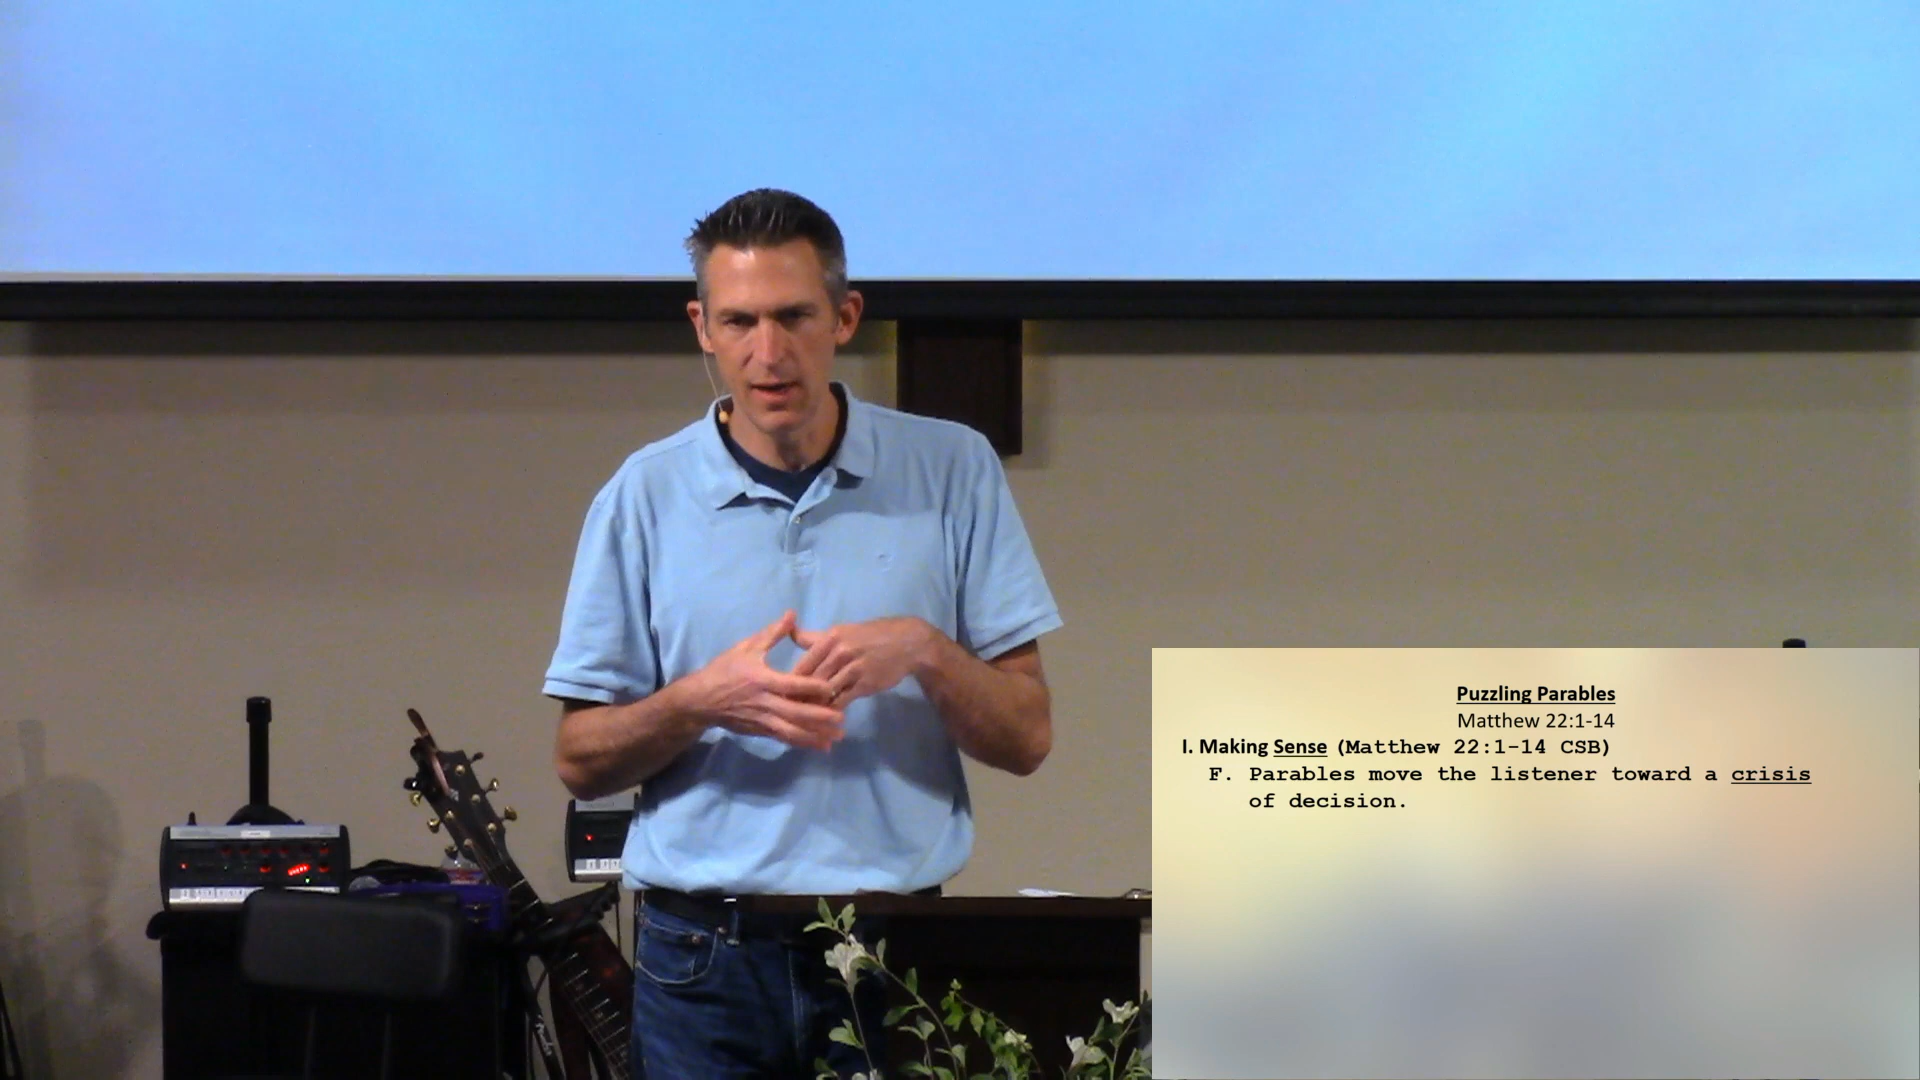 Puzzling Parables
Matthew 22:1-14
I. Making Sense (Matthew 22:1-14 CSB)
F. Parables move the listener toward a crisis
of decision.